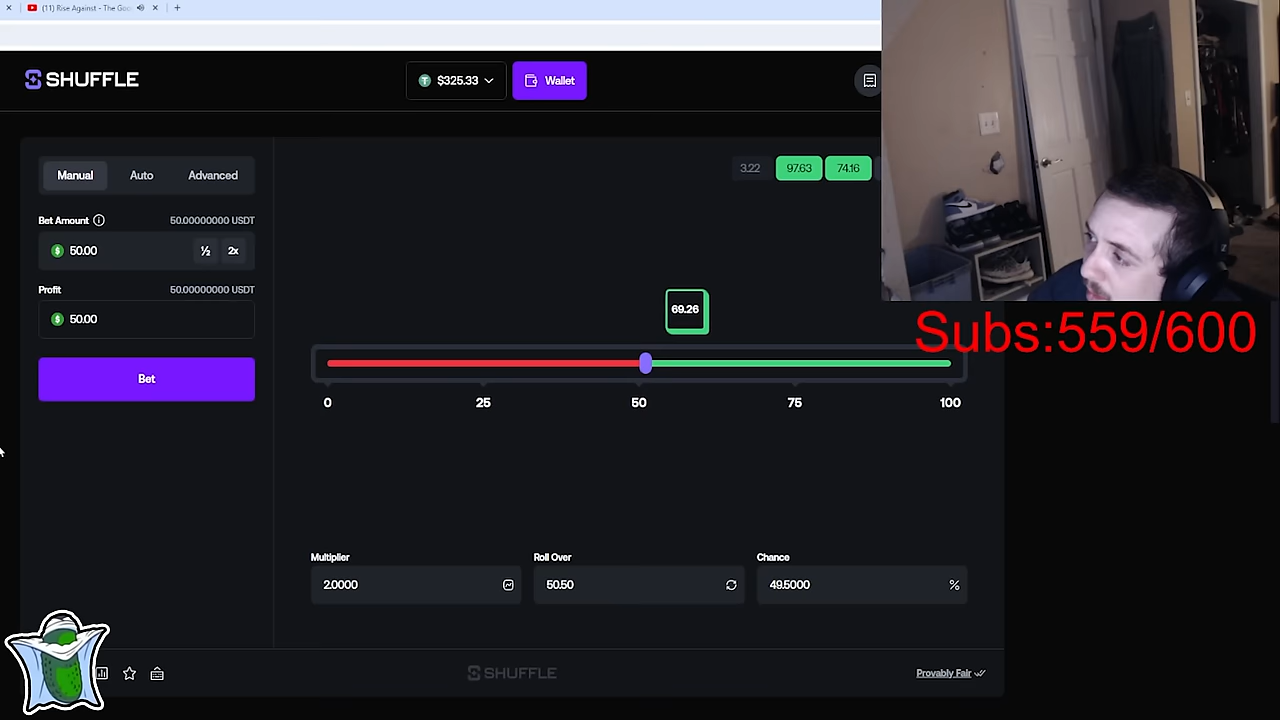 (11) Rise Against - The Goo
SHUFFLE
$325.33
Wallet
Manual
Auto
Advanced
3.22
97.63
74.16
Bet Amount
50.00000000 USDT
50.00
½
2x
Profit
50.00000000 USDT
50.00
69.26
Subs:559/600
Bet
0
25
50
75
100
Multiplier
Roll Over
Chance
2.0000
50.50
49.5000
%
SHUFFLE
Provably Fair